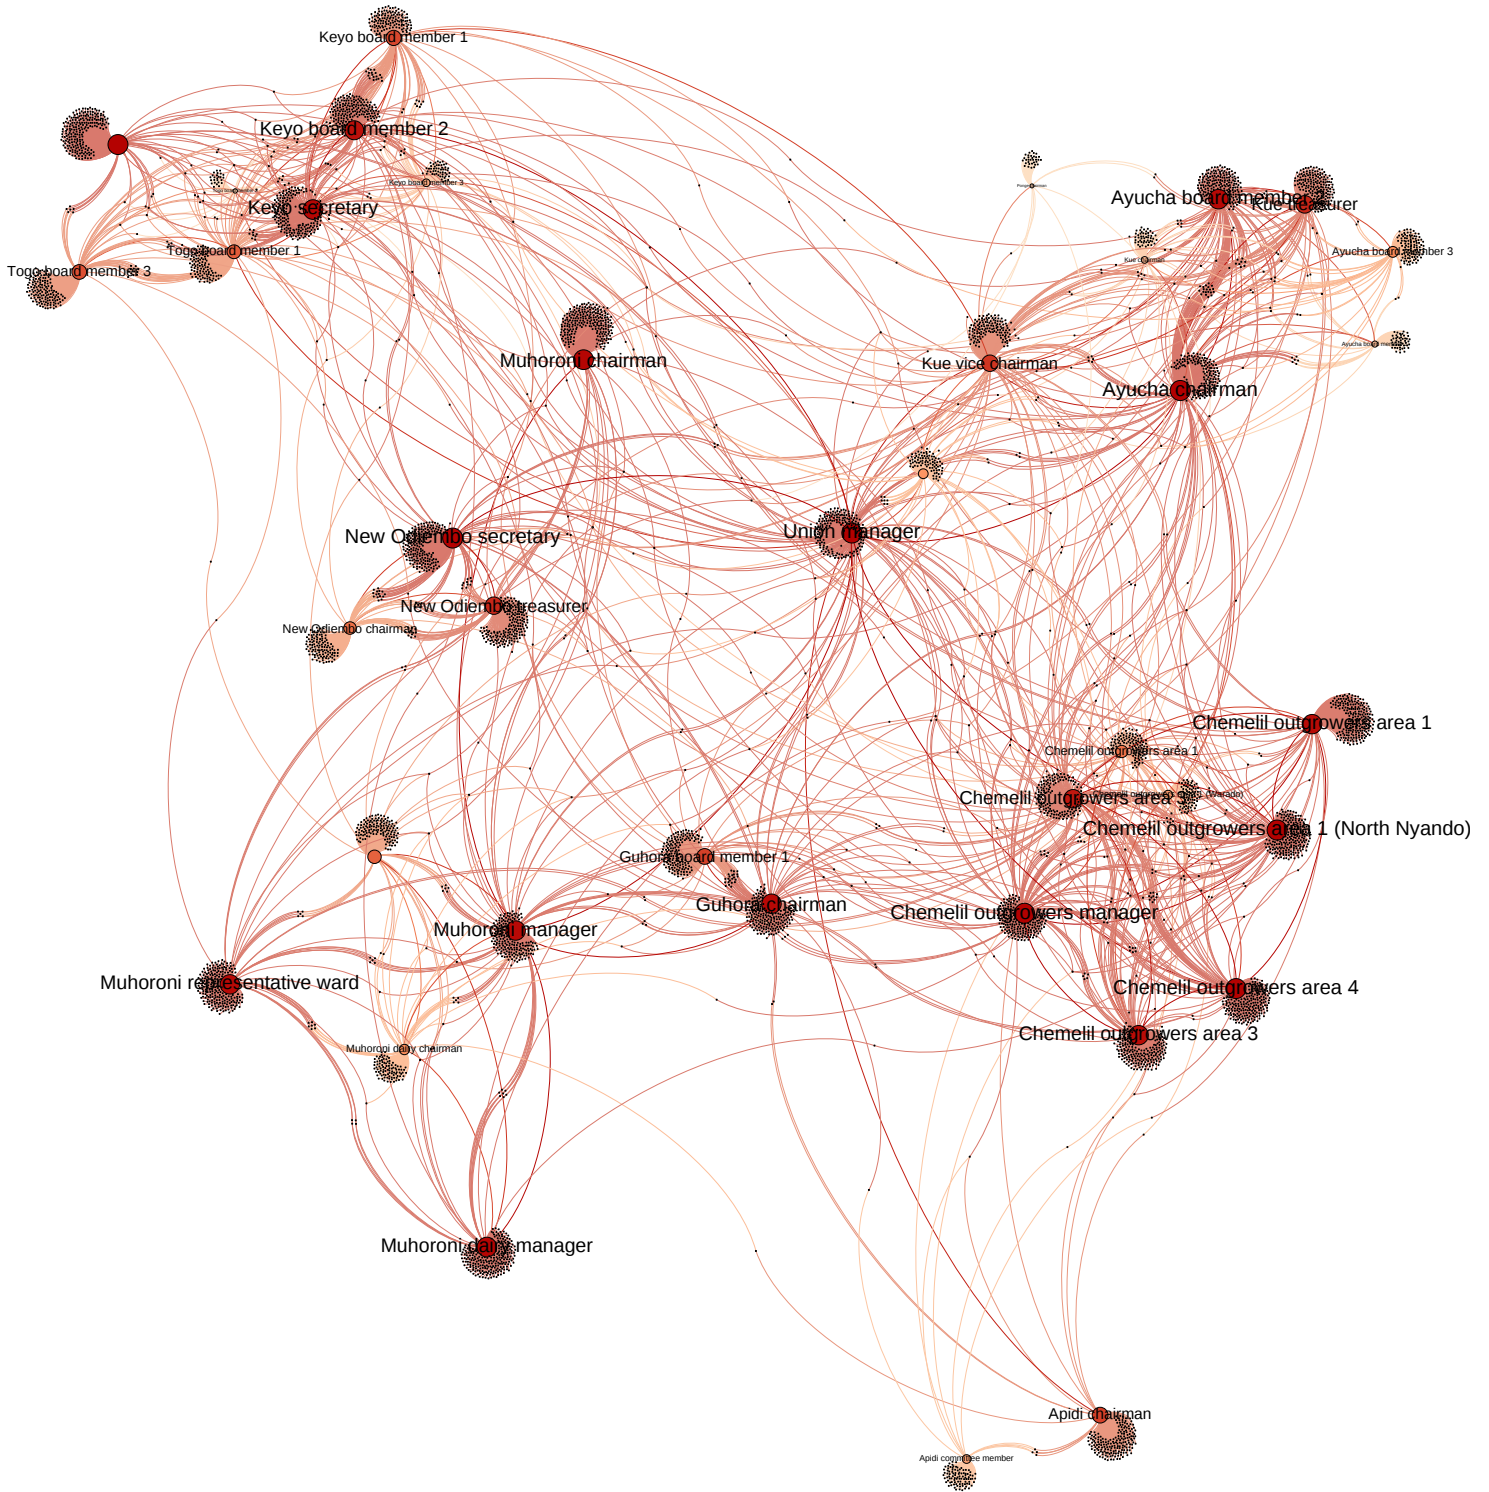 Keyo board member 1
Keyo board member 2
Keyo board member 3
Keyo secretary
Togo board member 1
Togo board member 3
Ayucha board member 2
Kue treasurer
Ayucha board member 3
Kue chairman
Muhoroni chairman
Kue vice chairman
Ayucha chairman
New Odiembo secretary
Union manager
New Odiembo treasurer
New Odiembo chairman
Chemelil outgrowers area 1
Chemelil outgrowers area 1
Chemelil outgrowers area
Chemelil outgrowers area 1 (North Nyando)
Guhora board member 1
Guhora chairman
Chemelil outgrowers manager
Muhoroni manager
Muhoroni representative ward
Chemelil outgrowers area 4
Chemelil outgrowers area 3
Muhoroni dairy chairman
Muhoroni dairy manager
Apidi chairman
Apidi committee member